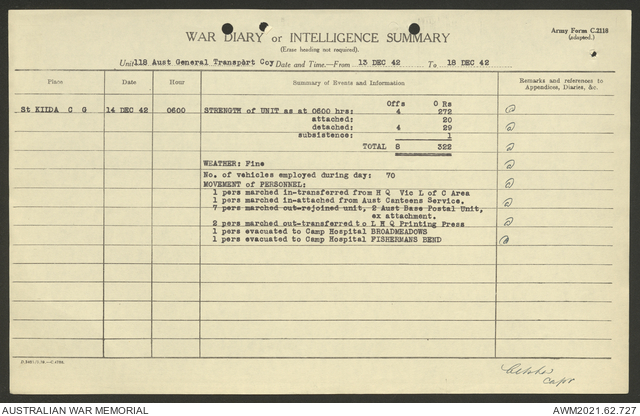 Army Form C.2118
(adapted.)
WAR DIARY or INTELLIGENCE SUMMARY
(Erase heading not required).
Unit 118 Aust General Transport Coy Date and Time.—From 13 DEC 42 To 18 DEC 42
Place Date Hour Summary of Events and Information Remarks and references to Appendices, Diaries, &c.
Offs O Rs
St KILDA C G 14 DEC 42 0600 STRENGTH of UNIT as at 0600 hrs: 4 272
attached: 20
detached: 4 29
subsistence: 1
TOTAL 8 322
WEATHER: Fine
No. of vehicles employed during day: 70
MOVEMENT OF PERSONNEL:
1 pers marched in-transferred from H Q Vic L of C Area
1 pers marched in-attached from Aust Canteens Service.
7 pers marched out-rejoined unit, 2 Aust Base Postal Unit,
ex attachment.
2 pers marched out-transferred to L H Q Printing Press
1 pers evacuated to Camp Hospital BROADMEADOWS
1 pers evacuated to Camp Hospital FISHERMANS BEND
Capt
AUSTRALIAN WAR MEMORIAL AWM2021.62.727